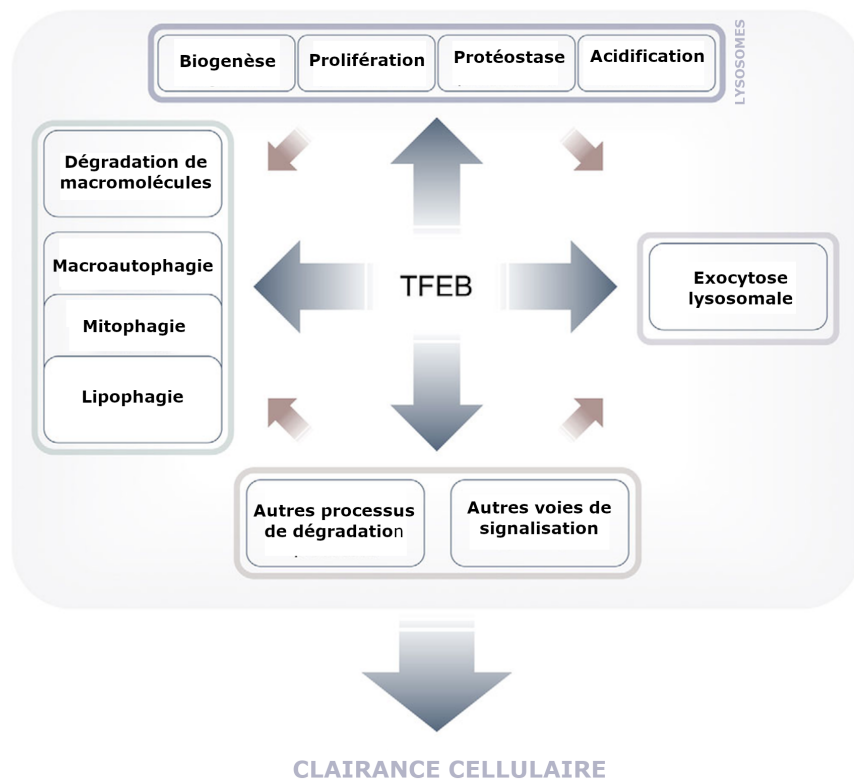 Biogenèse
Prolifération
Protéostase
Acidification
LYSOSOMES
Dégradation de
macromolécules
Macroautophagie
Mitophagie
Lipophagie
TFEB
Exocytose
lysosomale
Autres processus
de dégradation
Autres voies de
signalisation
CLAIRANCE CELLULAIRE